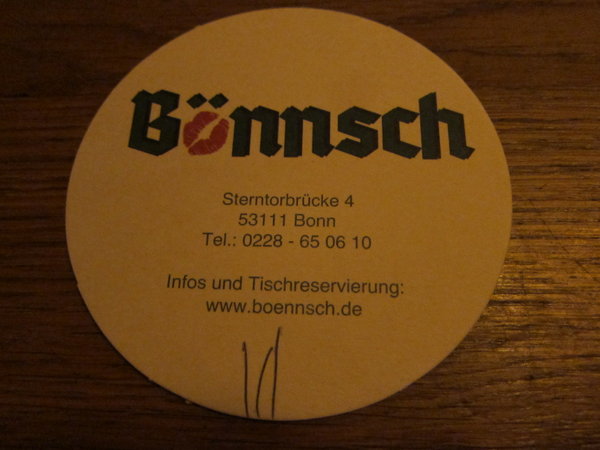 Bönnsch
Sterntorbrücke 4
53111 Bonn
Tel.: 0228 - 65 06 10
Infos und Tischreservierung:
www.boennsch.de